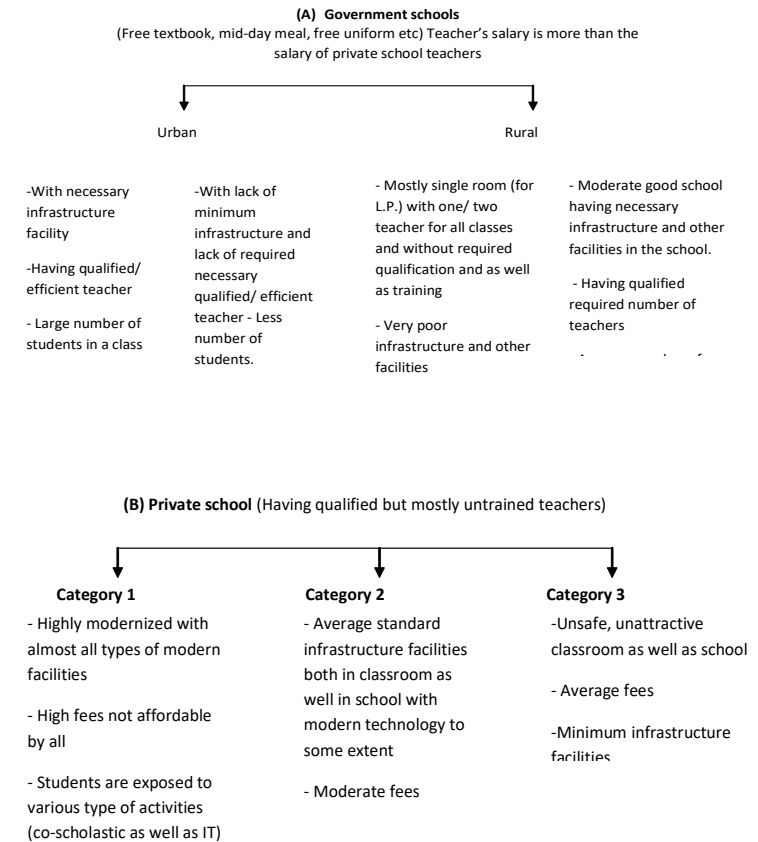 (A) Government schools
(Free textbook, mid-day meal, free uniform etc) Teacher’s salary is more than the
salary of private school teachers
Urban
Rural
-With necessary
infrastructure
facility
-Having qualified/
efficient teacher
- Large number of
students in a class
-With lack of
minimum
infrastructure and
lack of required
necessary
qualified/ efficient
teacher - Less
number of
students.
- Mostly single room (for
L.P.) with one/ two
teacher for all classes
and without required
qualification and as well
as training
- Very poor
infrastructure and other
facilities
- Moderate good school
having necessary
infrastructure and other
facilities in the school.
- Having qualified
required number of
teachers
(B) Private school (Having qualified but mostly untrained teachers)
Category 1
- Highly modernized with
almost all types of modern
facilities
- High fees not affordable
by all
- Students are exposed to
various type of activities
(co-scholastic as well as IT)
Category 2
- Average standard
infrastructure facilities
both in classroom as
well in school with
modern technology to
some extent
- Moderate fees
Category 3
-Unsafe, unattractive
classroom as well as school
- Average fees
-Minimum infrastructure
facilities